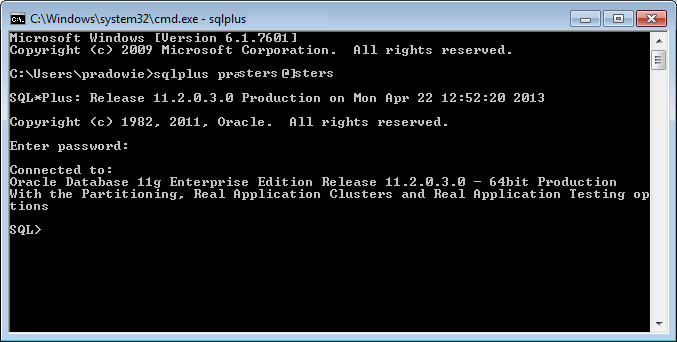 C:\Windows\system32\cmd.exe - sqlplus
Microsoft Windows [Version 6.1.7601]
Copyright (c) 2009 Microsoft Corporation.  All rights reserved.
C:\Users\pradowie>sqlplus prasters @]sters
SQL*Plus: Release 11.2.0.3.0 Production on Mon Apr 22 12:52:20 2013
Copyright (c) 1982, 2011, Oracle.  All rights reserved.
Enter password:
Connected to:
Oracle Database 11g Enterprise Edition Release 11.2.0.3.0 - 64bit Production
With the Partitioning, Real Application Clusters and Real Application Testing op
tions
SQL>